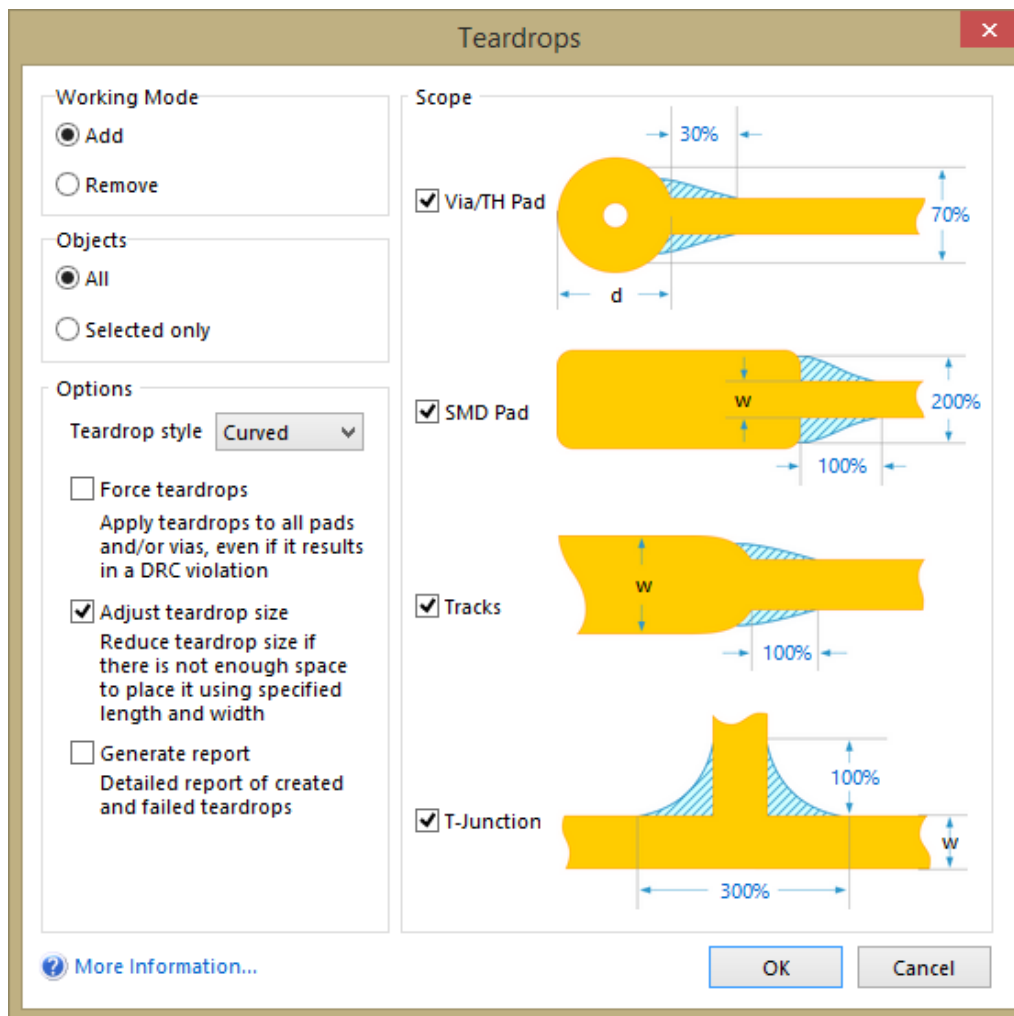 Teardrops
Working Mode
Add
Remove
Objects
All
Selected only
Options
Teardrop style Curved
Force teardrops
Apply teardrops to all pads
and/or vias, even if it results
in a DRC violation
Adjust teardrop size
Reduce teardrop size if
there is not enough space
to place it using specified
length and width
Generate report
Detailed report of created
and failed teardrops
Scope
30%
Via/TH Pad
70%
d
SMD Pad
w
200%
100%
w
Tracks
100%
100%
T-Junction
w
300%
More Information...
OK
Cancel